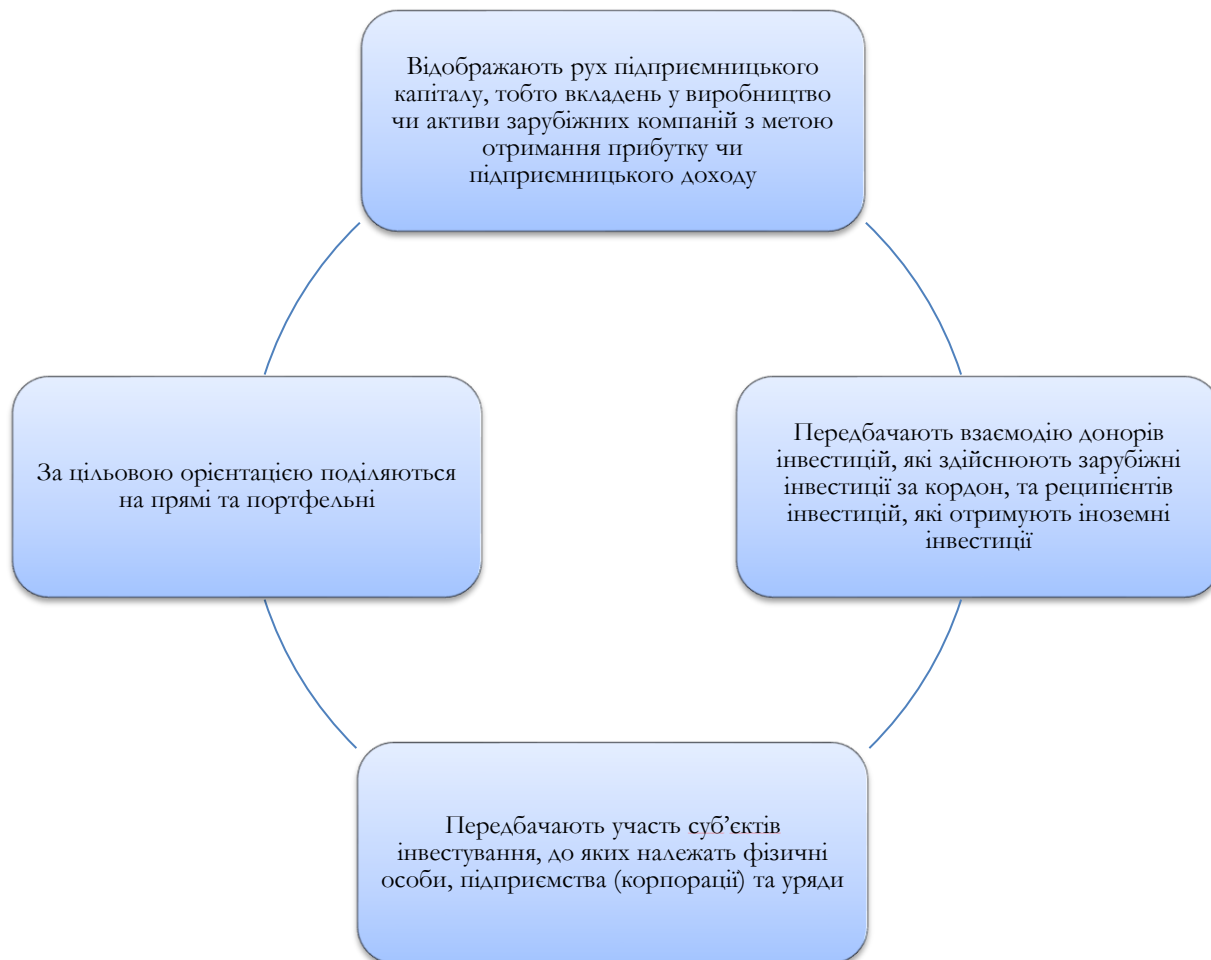 Відображають рух підприємницького
капіталу, тобто вкладень у виробництво
чи активи зарубіжних компаній з метою
отримання прибутку чи
підприємницького доходу
Передбачають взаємодію донорів
інвестицій, які здійснюють зарубіжні
інвестиції за кордон, та реципієнтів
інвестицій, які отримують іноземні
інвестиції
Передбачають участь суб’єктів
інвестування, до яких належать фізичні
особи, підприємства (корпорації) та уряди
За цільовою орієнтацією поділяються
на прямі та портфельні